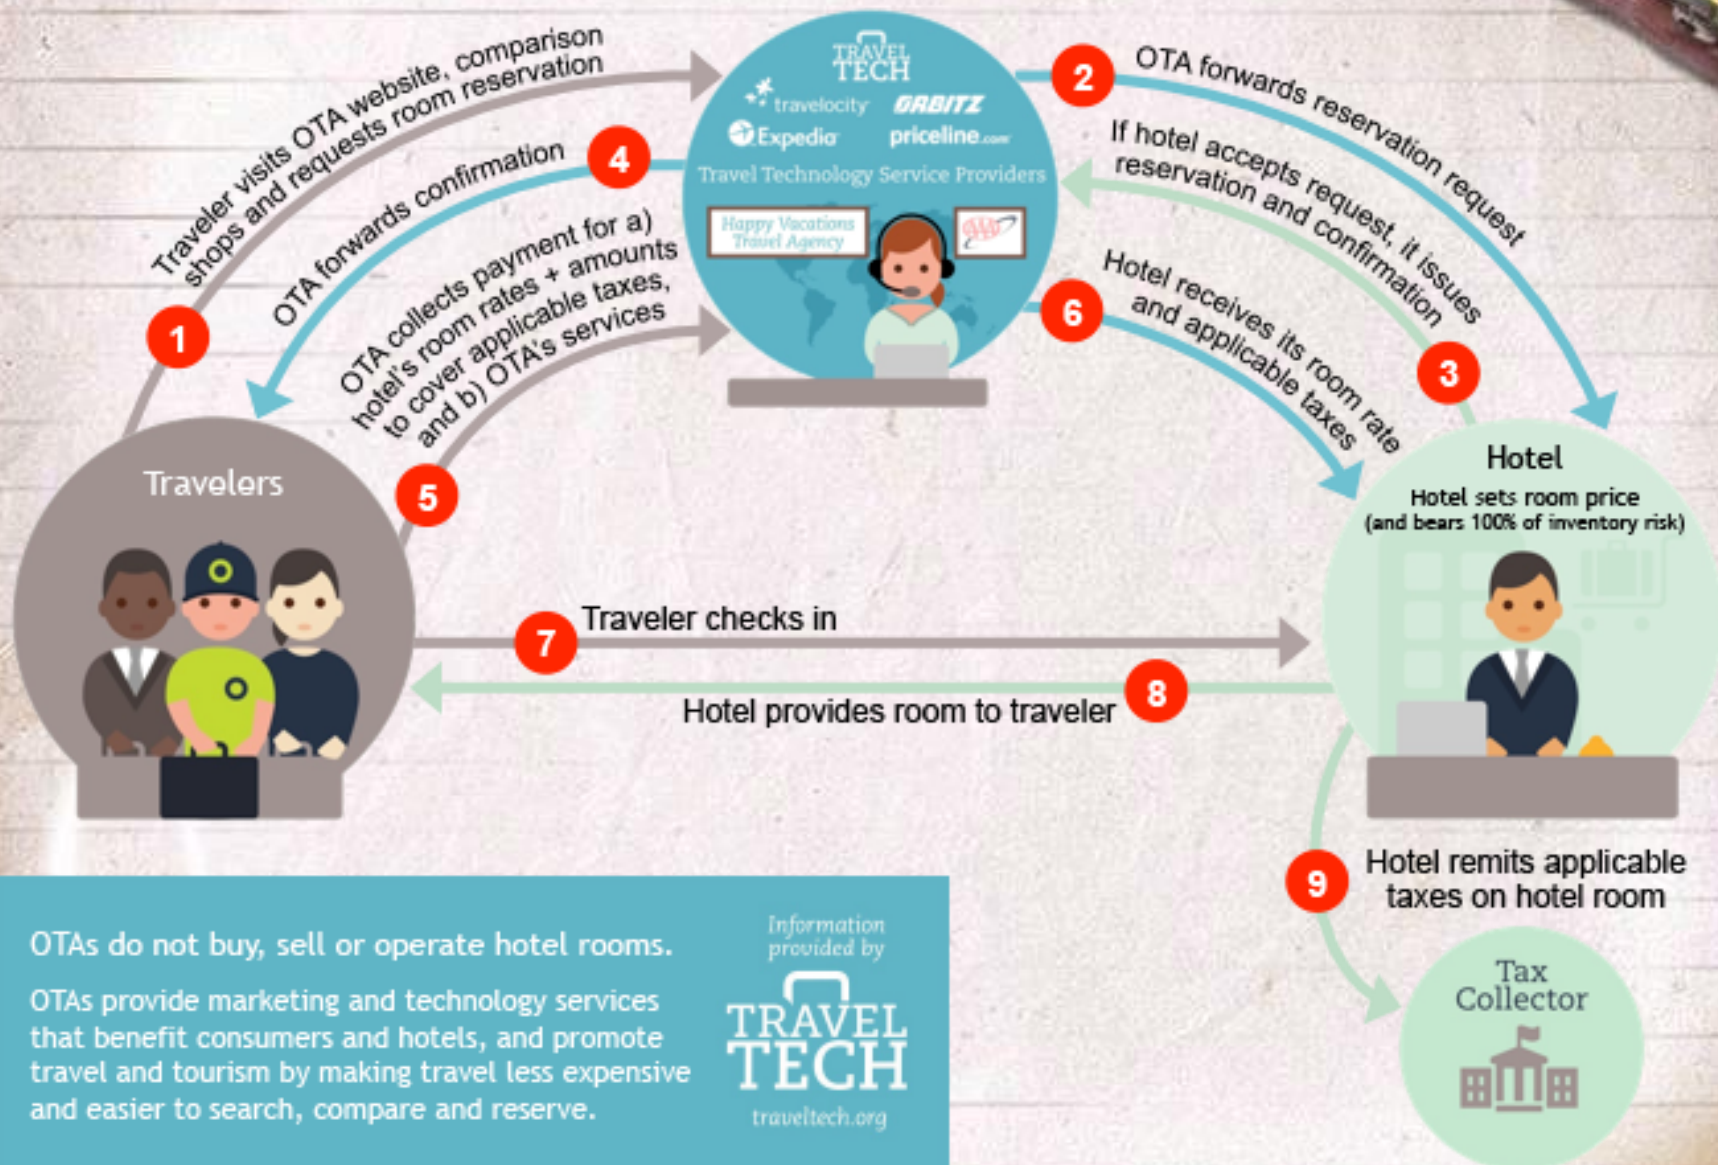 TRAVEL
TECH
travelocity
ORBITZ
Expedia
priceline.com
Travel Technology Service Providers
Happy Vacations
Travel Agency
AAA
1
Traveler visits OTA website, comparison
shops and requests room reservation
2
OTA forwards reservation request
3
If hotel accepts request, it issues
reservation and confirmation
4
OTA forwards confirmation
5
OTA collects payment for a)
hotel's room rates + amounts
to cover applicable taxes,
and b) OTA's services
6
Hotel receives its room rate
and applicable taxes
Travelers
Hotel
Hotel sets room price
(and bears 100% of inventory risk)
7
Traveler checks in
8
Hotel provides room to traveler
9
Hotel remits applicable
taxes on hotel room
Tax
Collector
OTAs do not buy, sell or operate hotel rooms.
OTAs provide marketing and technology services
that benefit consumers and hotels, and promote
travel and tourism by making travel less expensive
and easier to search, compare and reserve.
Information
provided by
TRAVEL
TECH
traveltech.org